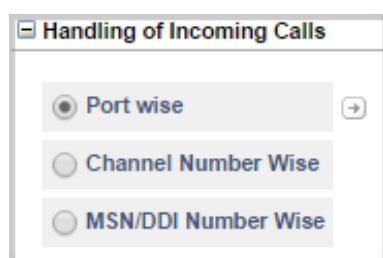 Handling of Incoming Calls
Port wise
Channel Number Wise
MSN/DDI Number Wise